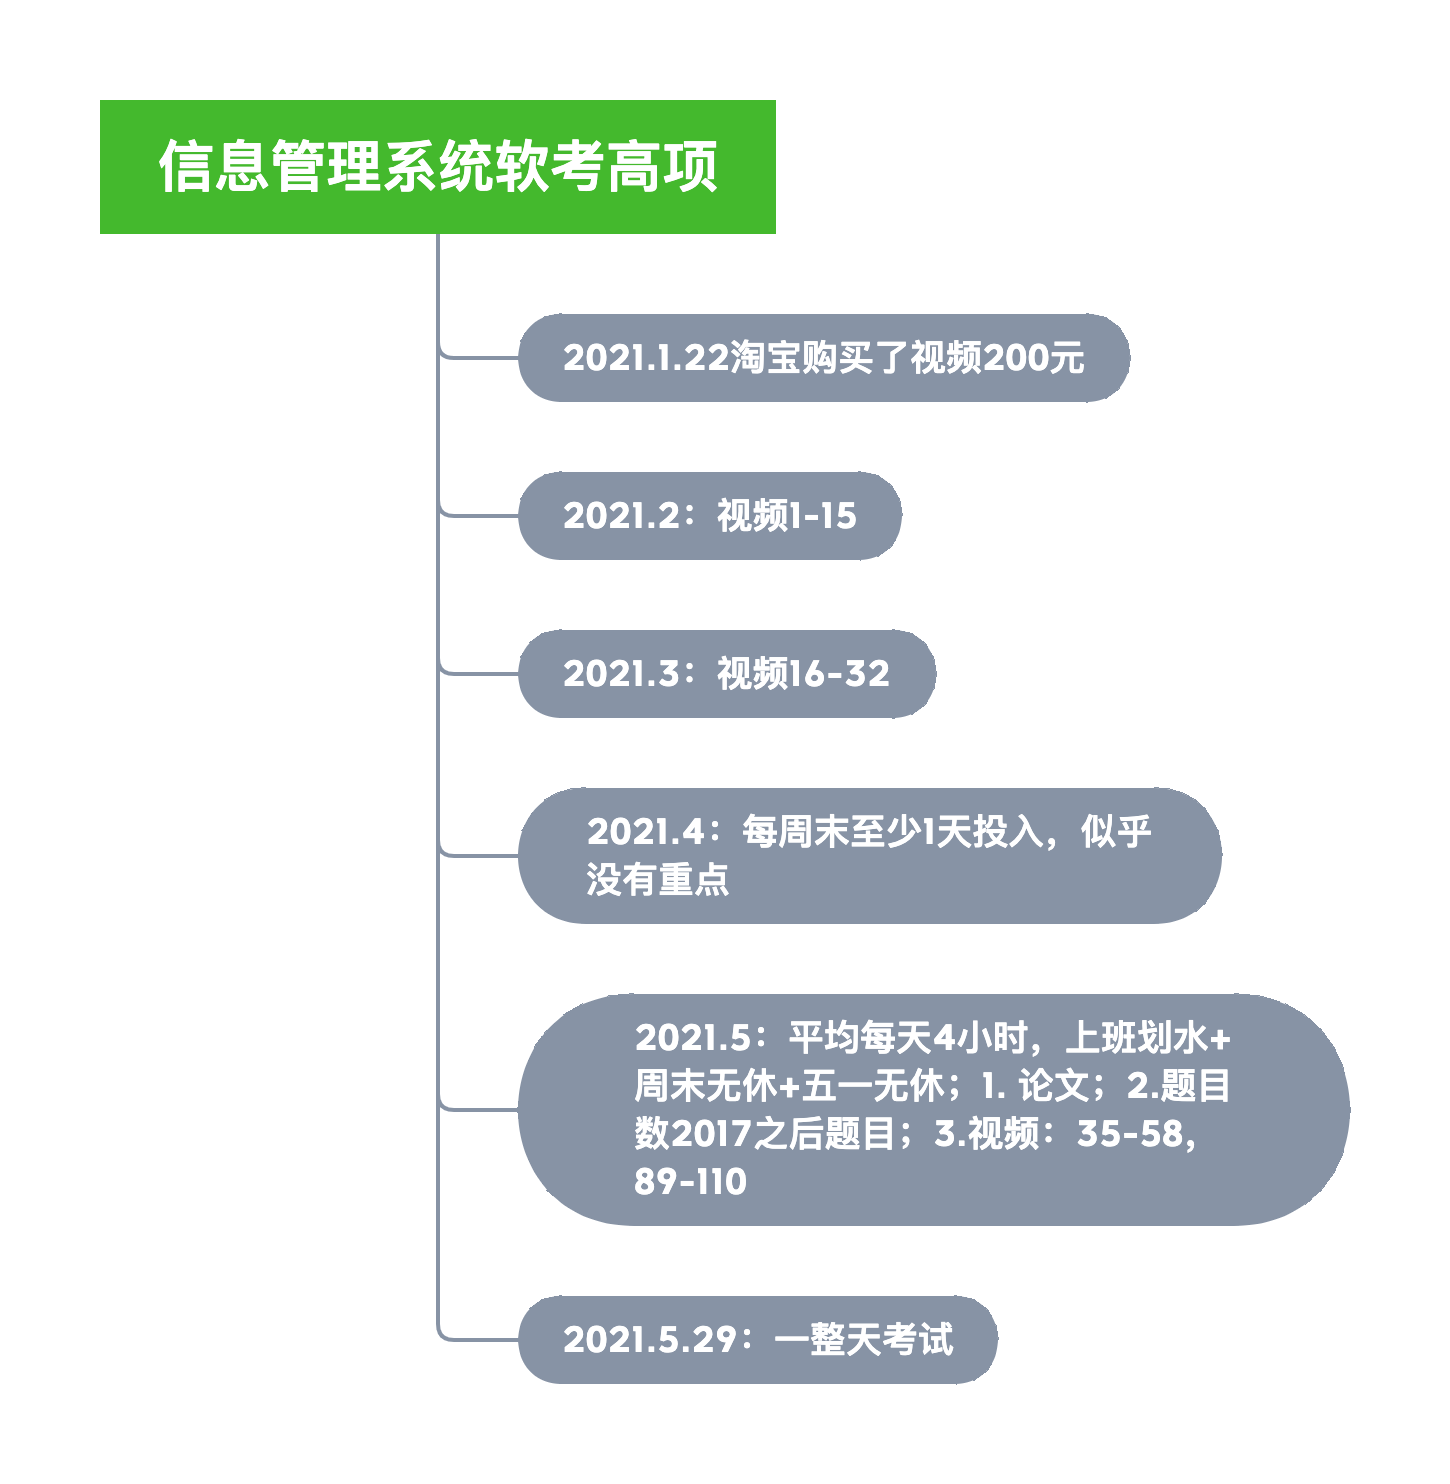 信息管理系统软考高项
2021.1.22淘宝购买了视频200元
2021.2：视频1-15
2021.3：视频16-32
2021.4：每周末至少1天投入，似乎
没有重点
2021.5：平均每天4小时，上班划水+
周末无休+五一无休；1. 论文；2.题目
数2017之后题目；3.视频：35-58，
89-110
2021.5.29：一整天考试